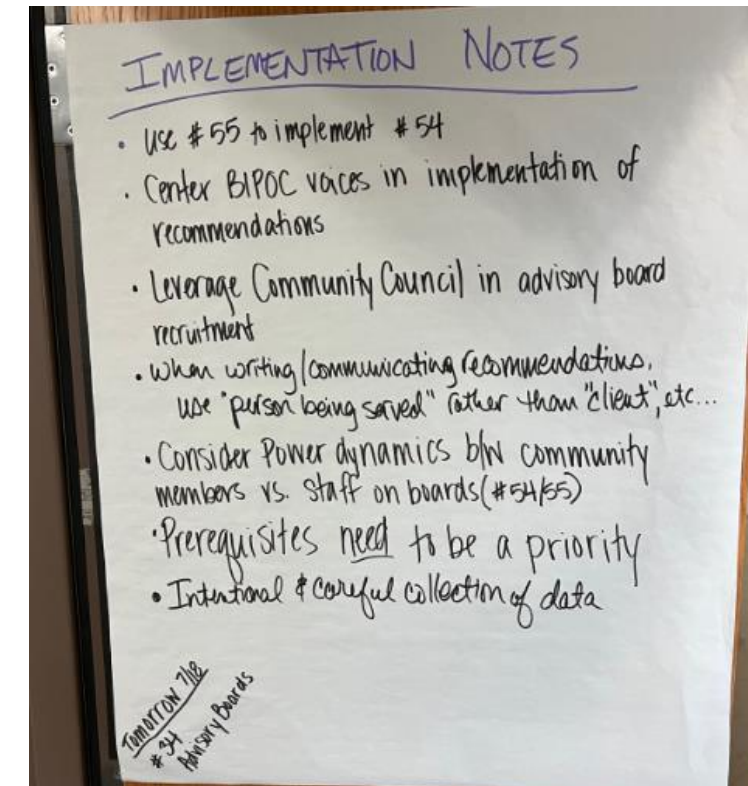 IMPLEMENTATION NOTES
• Use #55 to implement #54
• Center BIPOC voices in implementation of
recommendations
• Leverage Community Council in advisory board
recruitment
• When writing/communicating recommendations,
use "person being served" rather than "client", etc...
• Consider Power dynamics b/w community
members vs. Staff on boards (#54/55)
• Prerequisites need to be a priority
• Intentional & careful collection of data
Tomorrow 7/18
#34
Advisory Boards